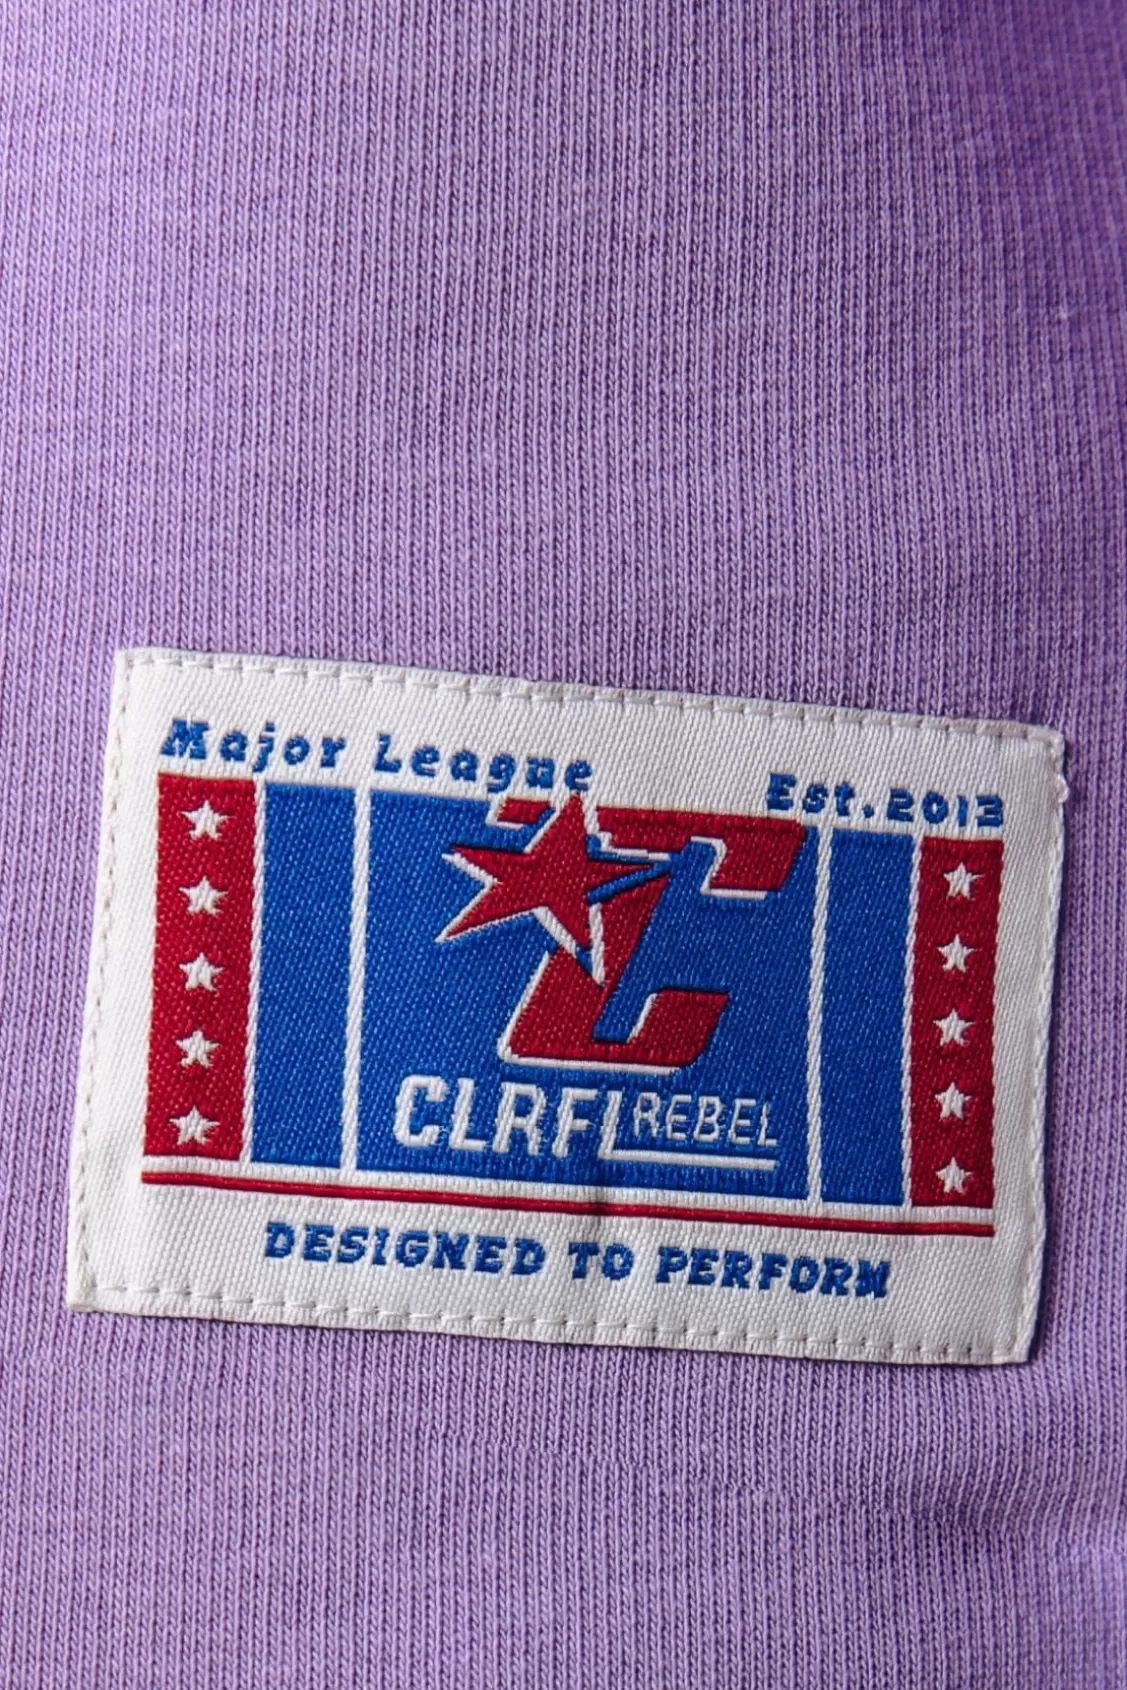 Major League Est.2013
C
CLRFL REBEL
DESIGNED TO PERFORM